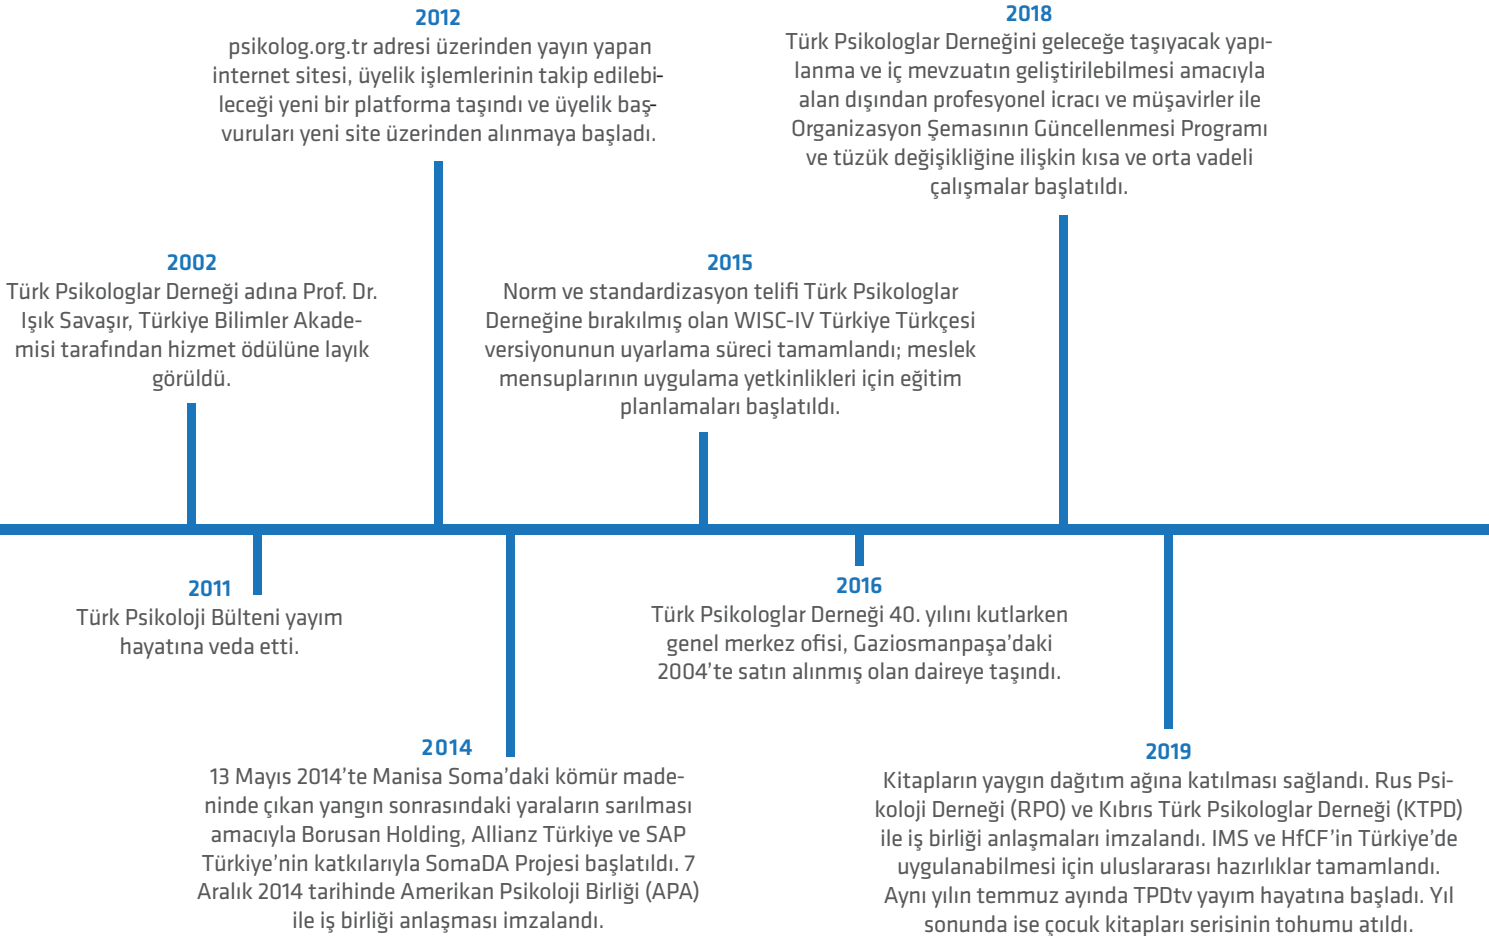 2012
psikolog.org.tr adresi üzerinden yayın yapan
internet sitesi, üyelik işlemlerinin takip edilebi-
leceği yeni bir platforma taşındı ve üyelik baş-
vuruları yeni site üzerinden alınmaya başladı.
2018
Türk Psikologlar Derneğini geleceğe taşıyacak yapı-
lanma ve iç mevzuatın geliştirilebilmesi amacıyla
alan dışından profesyonel icracı ve müşavirler ile
Organizasyon Şemasının Güncellenmesi Programı
ve tüzük değişikliğine ilişkin kısa ve orta vadeli
çalışmalar başlatıldı.
2002
Türk Psikologlar Derneği adına Prof. Dr.
Işık Savaşır, Türkiye Bilimler Akade-
misi tarafından hizmet ödülüne layık
görüldü.
2015
Norm ve standardizasyon telifi Türk Psikologlar
Derneğine bırakılmış olan WISC-IV Türkiye Türkçesi
versiyonunun uyarlama süreci tamamlandı; meslek
mensuplarının uygulama yetkinlikleri için eğitim
planlamaları başlatıldı.
2011
Türk Psikoloji Bülteni yayım
hayatına veda etti.
2016
Türk Psikologlar Derneği 40. yılını kutlarken
genel merkez ofisi, Gaziosmanpaşa’daki
2004’te satın alınmış olan daireye taşındı.
2014
13 Mayıs 2014’te Manisa Soma’daki kömür made-
ninde çıkan yangın sonrasındaki yaraların sarılması
amacıyla Borusan Holding, Allianz Türkiye ve SAP
Türkiye’nin katkılarıyla SomaDA Projesi başlatıldı. 7
Aralık 2014 tarihinde Amerikan Psikoloji Birliği (APA)
ile iş birliği anlaşması imzalandı.
2019
Kitapların yaygın dağıtım ağına katılması sağlandı. Rus Psi-
koloji Derneği (RPO) ve Kıbrıs Türk Psikologlar Derneği (KTPD)
ile iş birliği anlaşmaları imzalandı. IMS ve HfCF’in Türkiye’de
uygulanabilmesi için uluslararası hazırlıklar tamamlandı.
Aynı yılın temmuz ayında TPDtv yayım hayatına başladı. Yıl
sonunda ise çocuk kitapları serisinin tohumu atıldı.